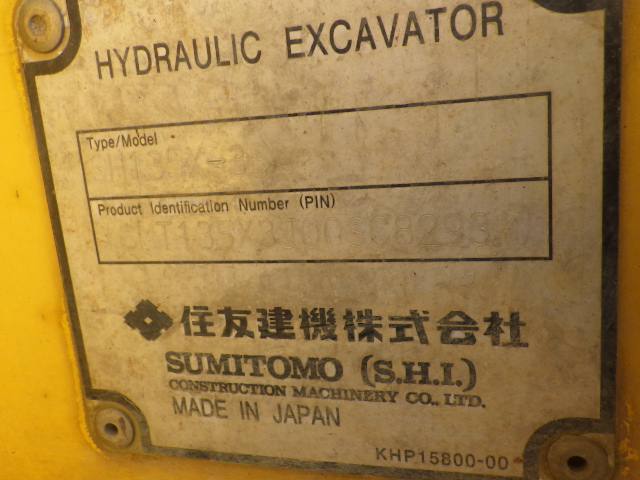 HYDRAULIC EXCAVATOR
Type/Model
Product Identification Number (PIN)
住友建機株式会社
SUMITOMO (S.H.I.)
CONSTRUCTION MACHINERY CO., LTD.
MADE IN JAPAN
KHP15800-00